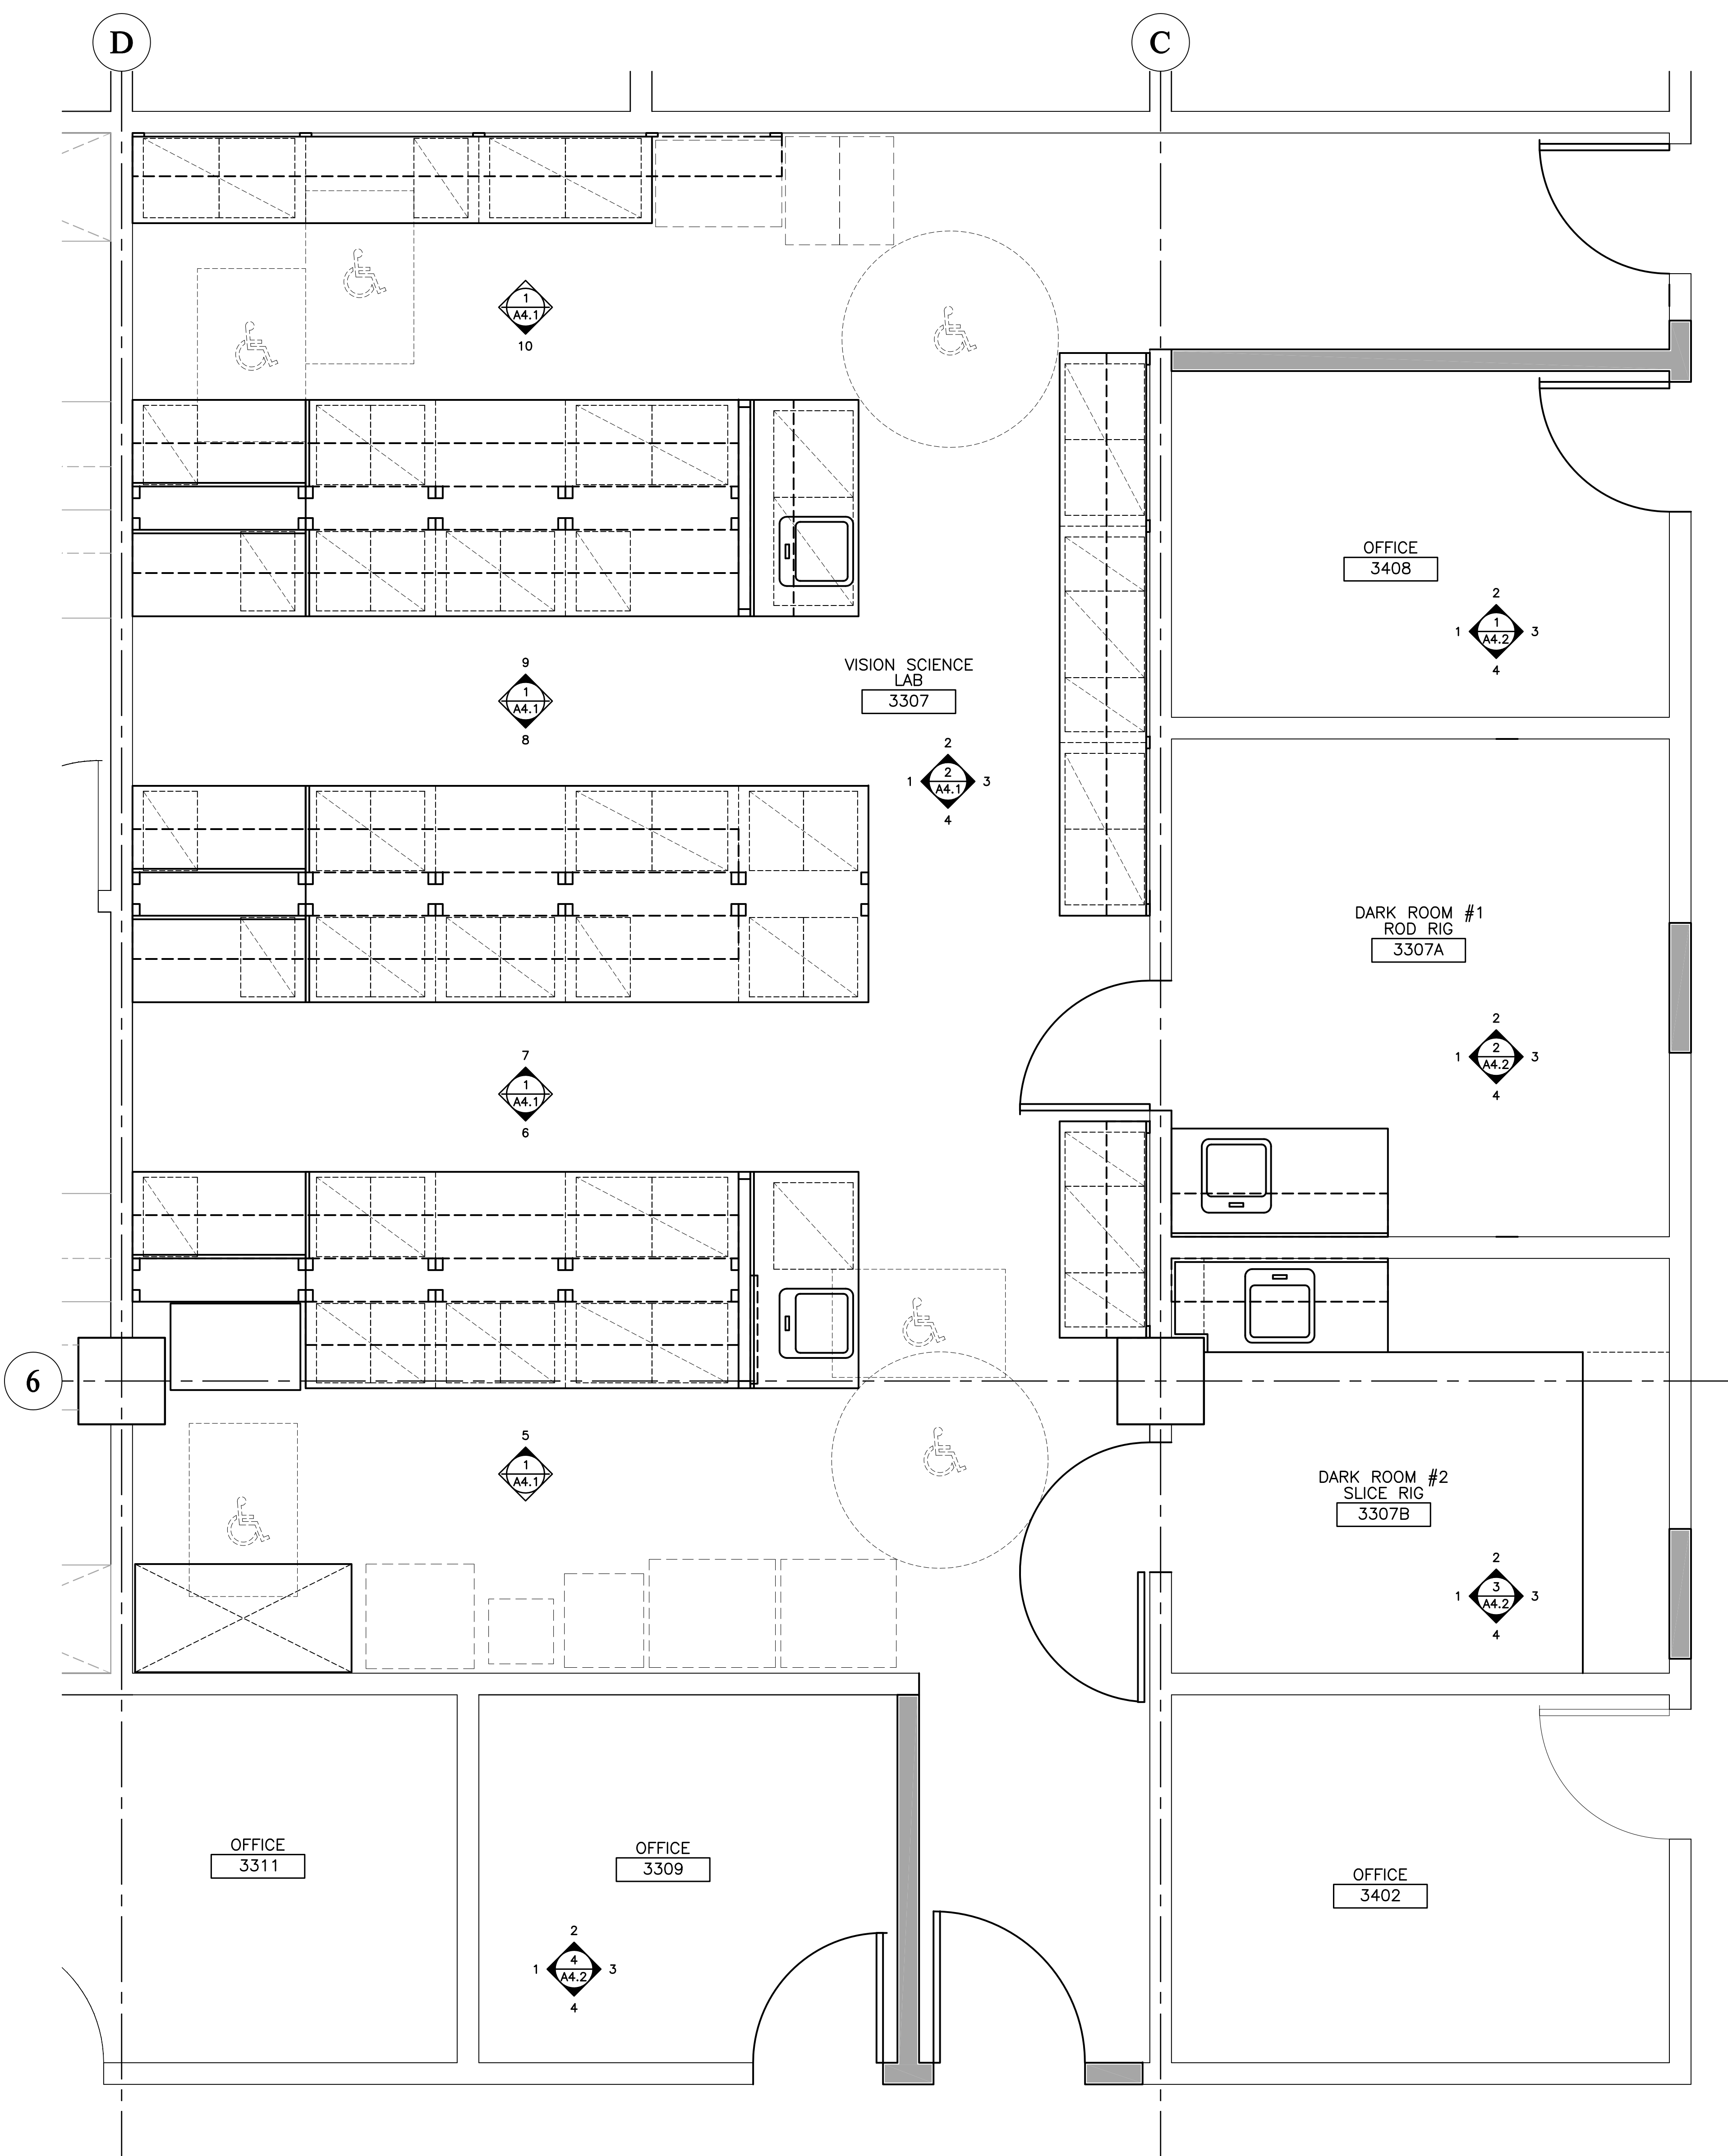 D
C
1
A4.1
10
OFFICE
3408
2
1
1
A4.2
3
4
9
1
A4.1
8
VISION SCIENCE
LAB
3307
2
1
2
A4.1
3
4
DARK ROOM #1
ROD RIG
3307A
2
1
2
A4.2
3
4
7
1
A4.1
6
6
5
1
A4.1
DARK ROOM #2
SLICE RIG
3307B
2
1
3
A4.2
3
4
OFFICE
3311
OFFICE
3309
OFFICE
3402
2
1
4
A4.2
3
4